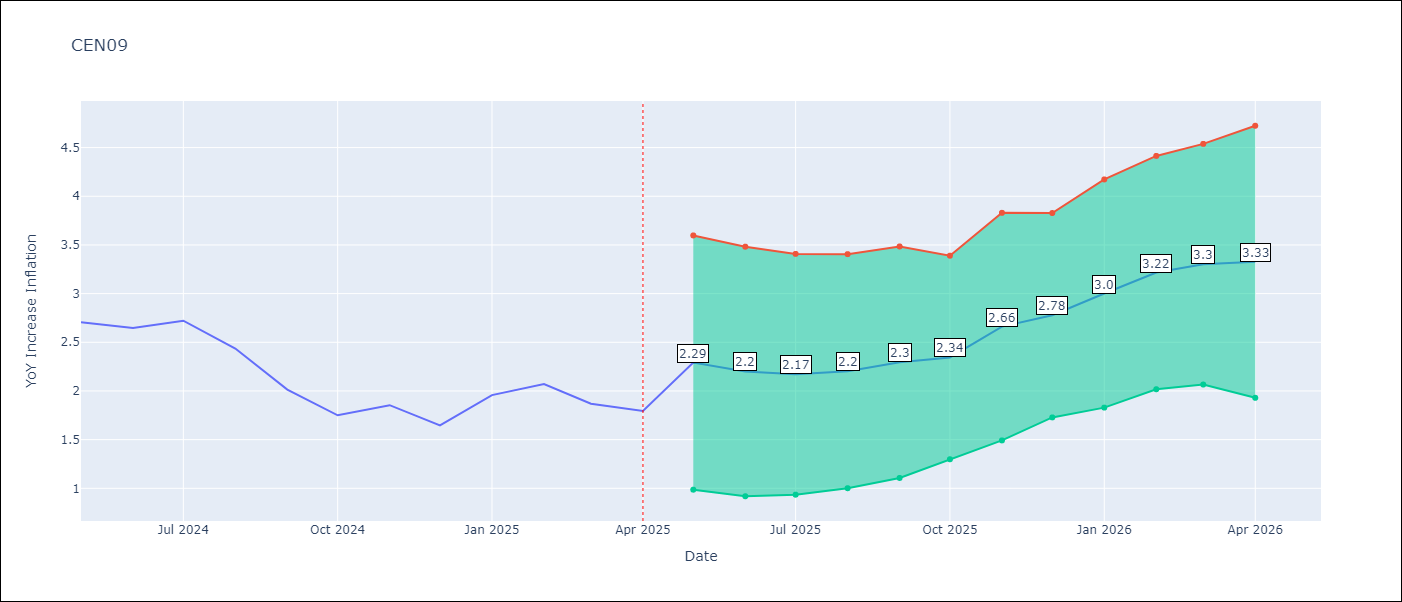 CEN09
YoY Increase Inflation
4.5
4
3.5
3
2.5
2
1.5
1
2.29
2.2
2.17
2.2
2.3
2.34
2.66
2.78
3.0
3.22
3.3
3.33
Jul 2024
Oct 2024
Jan 2025
Apr 2025
Jul 2025
Oct 2025
Jan 2026
Apr 2026
Date